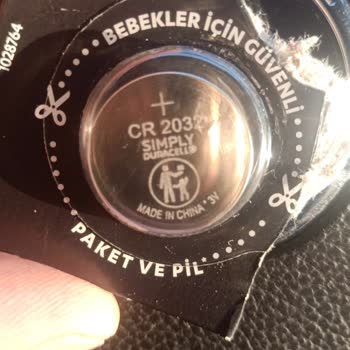 1028764
BEBEKLER İÇİN GÜVENLİ
+
CR 2032
SIMPLY
DURACELL
MADE IN CHINA * 3V
PAKET VE PİL